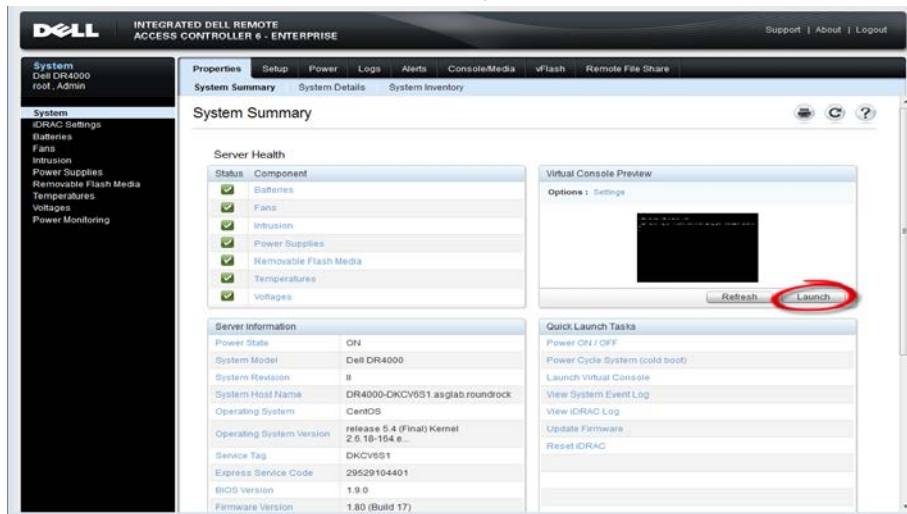 DELL
INTEGRATED DELL REMOTE
ACCESS CONTROLLER 6 - ENTERPRISE
Support | About | Logout
System
Dell DR4000
root , Admin
Properties Setup Power Logs Alerts Console/Media vFlash Remote File Share
System Summary System Details System Inventory
System
iDRAC Settings
Batteries
Fans
Intrusion
Power Supplies
Removable Flash Media
Temperatures
Voltages
Power Monitoring
System Summary
Server Health
Status Component
Batteries
Fans
Intrusion
Power Supplies
Removable Flash Media
Temperatures
Voltages
Virtual Console Preview
Options : Settings
Refresh Launch
Server Information
Power State ON
System Model Dell DR4000
System Revision II
System Host Name DR4000-DKCV6S1.asglab.roundrock
Operating System CentOS
Operating System Version release 5.4 (Final) Kernel
2.6.18-164.e...
Service Tag DKCV6S1
Express Service Code 29529104401
BIOS Version 1.9.0
Firmware Version 1.80 (Build 17)
Quick Launch Tasks
Power ON / OFF
Power Cycle System (cold boot)
Launch Virtual Console
View System Event Log
View iDRAC Log
Update Firmware
Reset iDRAC